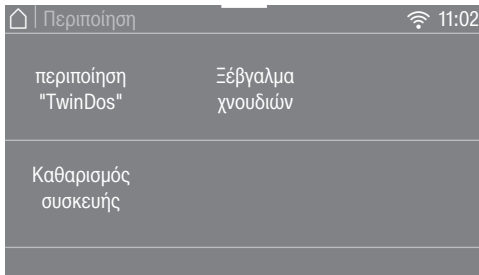 Περιποίηση 11:02
περιποίηση
"TwinDos"
Ξέβγαλμα
χνουδιών
Καθαρισμός
συσκευής